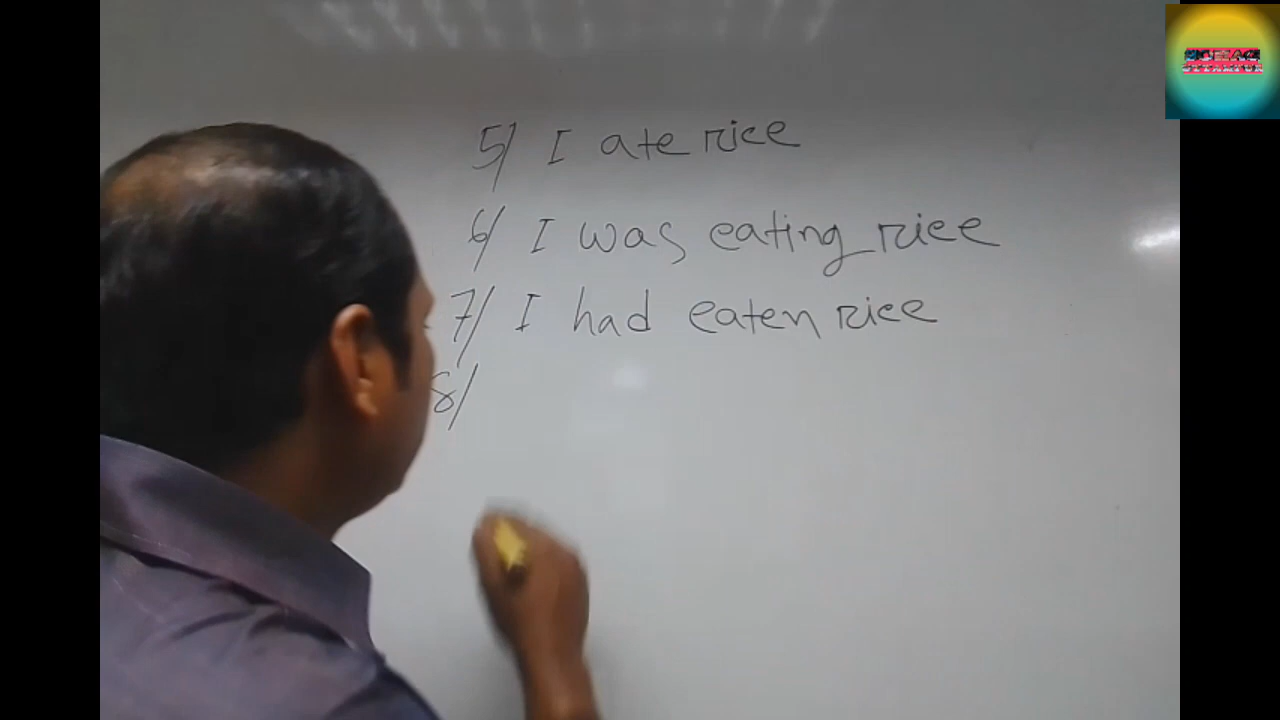 5/ I ate rice
6/ I was eating rice
7/ I had eaten rice
8/